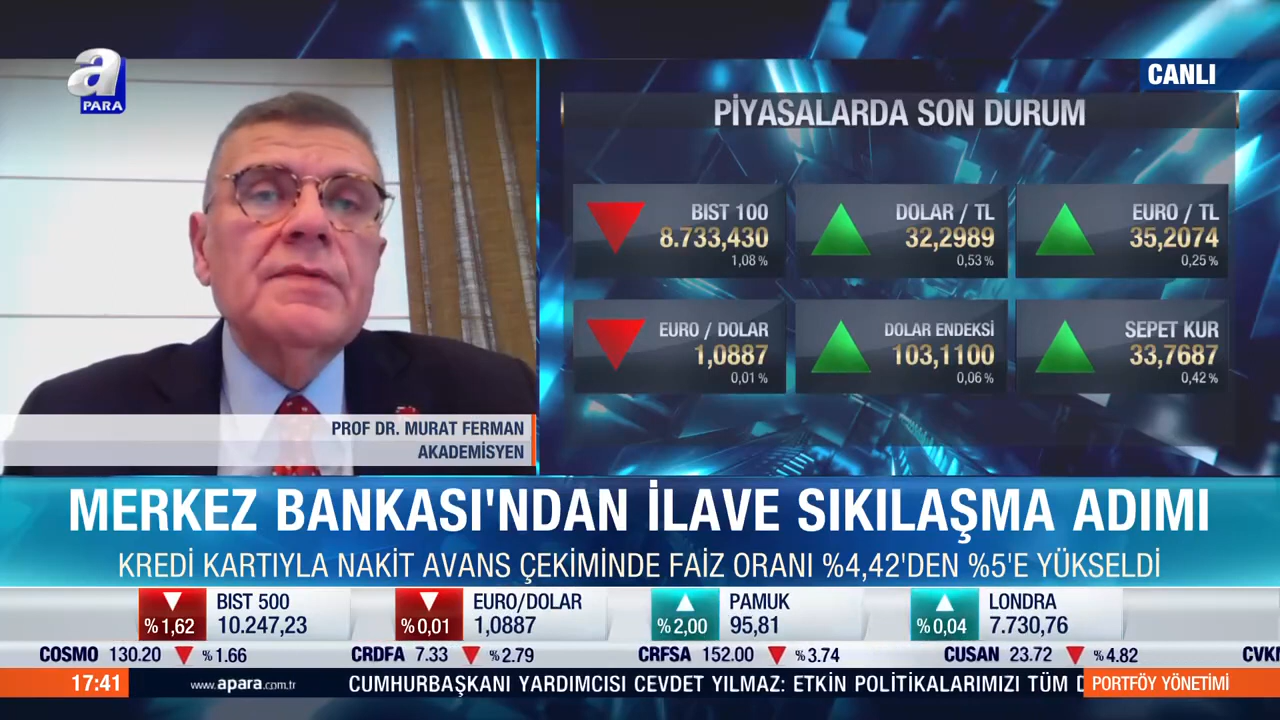 a
PARA
CANLI
PİYASALARDA SON DURUM
BIST 100
8.733,430
1,08 %
DOLAR / TL
32,2989
0,53 %
EURO / TL
35,2074
0,25 %
EURO / DOLAR
1,0887
0,01 %
DOLAR ENDEKSİ
103,1100
0,06 %
SEPET KUR
33,7687
0,42 %
PROF DR. MURAT FERMAN
AKADEMİSYEN
MERKEZ BANKASI'NDAN İLAVE SIKILAŞMA ADIMI
KREDİ KARTIYLA NAKİT AVANS ÇEKİMİNDE FAİZ ORANI %4,42'DEN %5'E YÜKSELDİ
% 1,62 BIST 500 10.247,23
% 0,01 EURO/DOLAR 1,0887
% 2,00 PAMUK 95,81
% 0,04 LONDRA 7.730,76
COSMO 130.20 %1.66 CRDFA 7.33 %2.79 CRFSA 152.00 %3.74 CUSAN 23.72 %4.82 CVKM
17:41 www.apara.com.tr CUMHURBAŞKANI YARDIMCISI CEVDET YILMAZ: ETKİN POLİTİKALARIMIZI TÜM PORTFÖY YÖNETİMİ